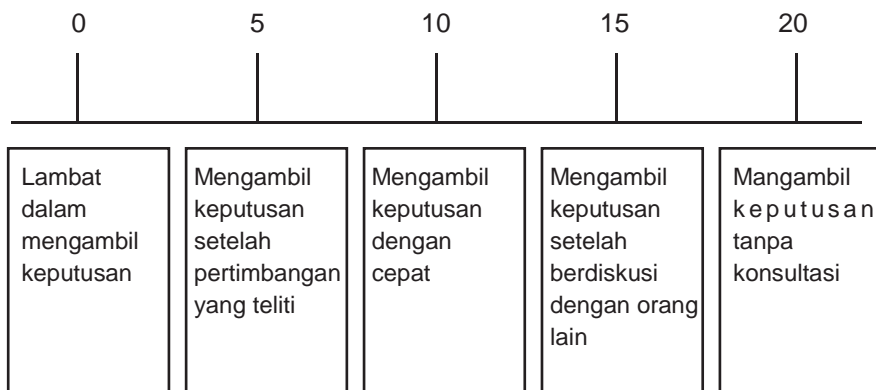 0 5 10 15 20
Lambat
dalam
mengambil
keputusan
Mengambil
keputusan
setelah
pertimbangan
yang teliti
Mengambil
keputusan
dengan
cepat
Mengambil
keputusan
setelah
berdiskusi
dengan orang
lain
Mangambil
keputusan
tanpa
konsultasi